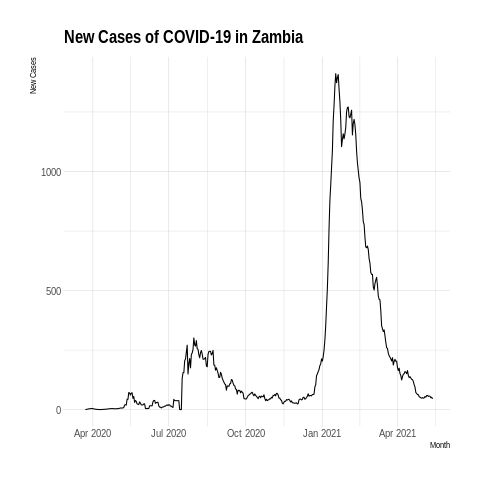 New Cases of COVID-19 in Zambia
New Cases
1000
500
0
Apr 2020 Jul 2020 Oct 2020 Jan 2021 Apr 2021
Month